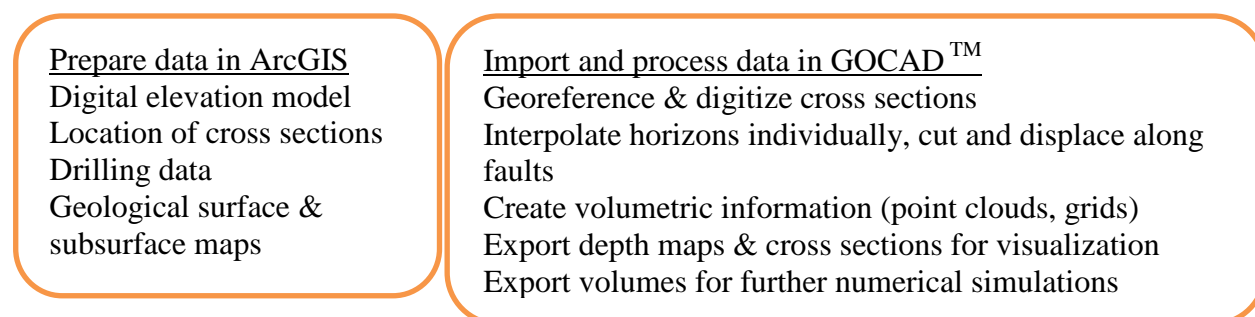 Prepare data in ArcGIS
Digital elevation model
Location of cross sections
Drilling data
Geological surface &
subsurface maps
Import and process data in GOCAD TM
Georeference & digitize cross sections
Interpolate horizons individually, cut and displace along
faults
Create volumetric information (point clouds, grids)
Export depth maps & cross sections for visualization
Export volumes for further numerical simulations